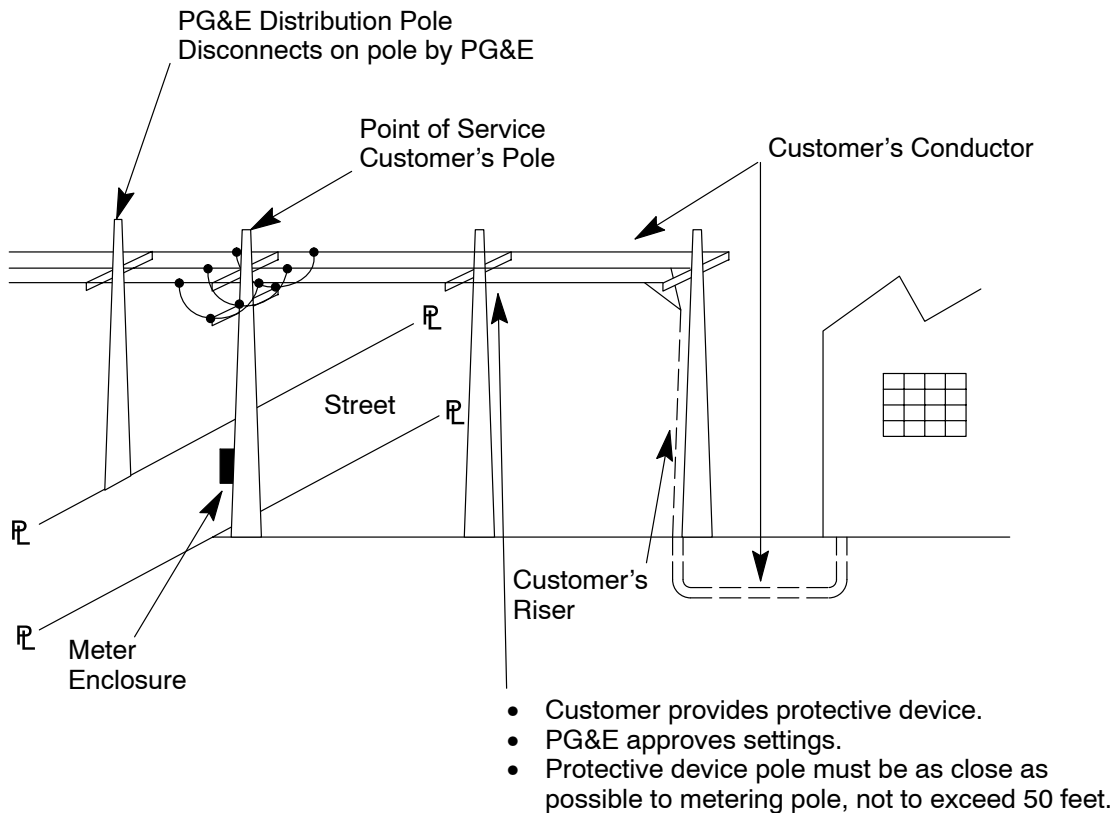 PG&E Distribution Pole
Disconnects on pole by PG&E
Point of Service
Customer’s Pole
Customer’s Conductor
PL
Street
PL
PL
Customer’s
Riser
PL
Meter
Enclosure
• Customer provides protective device.
• PG&E approves settings.
• Protective device pole must be as close as
possible to metering pole, not to exceed 50 feet.